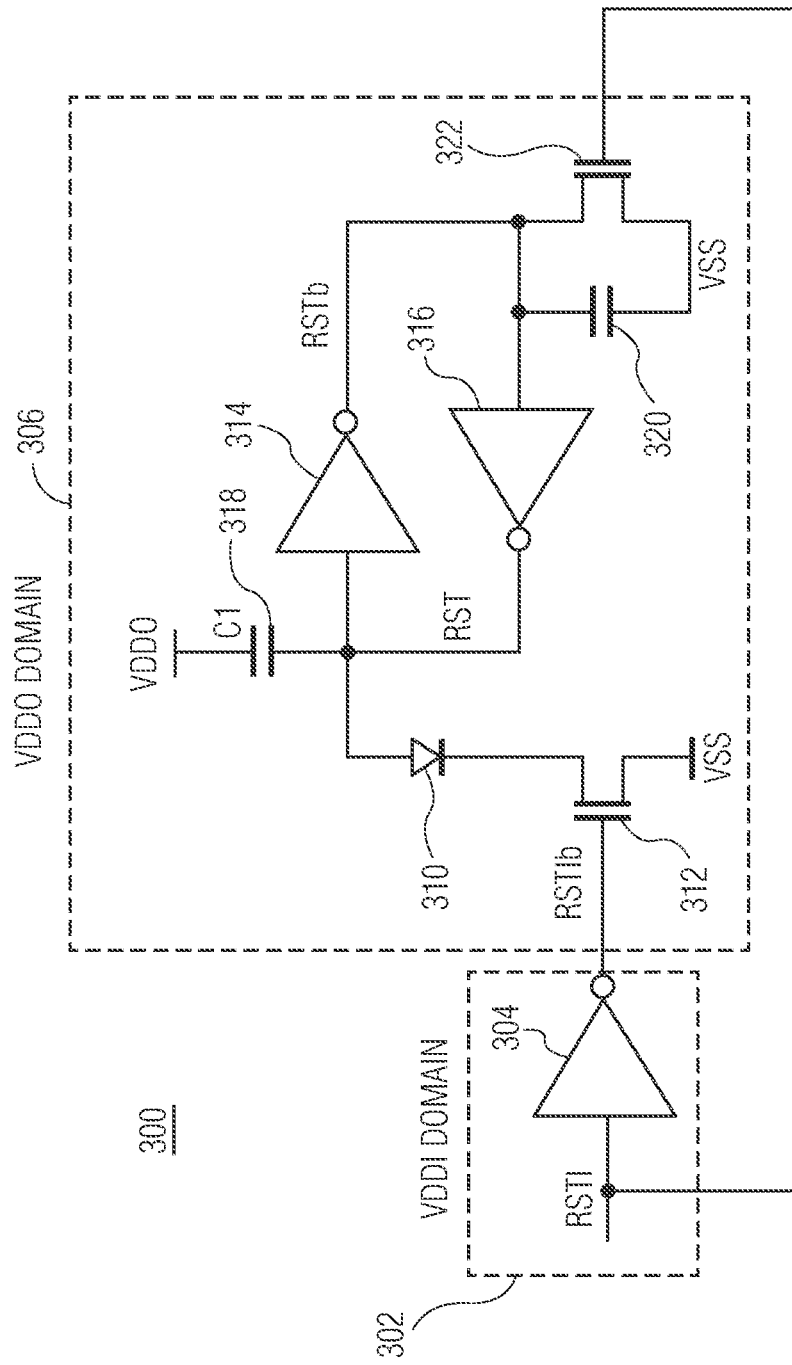 300
302
VDDI DOMAIN
RSTI
304
VDDO DOMAIN
306
VDDO
C1
318
314
RSTb
RST
316
322
310
RSTIb
312
VSS
320
VSS